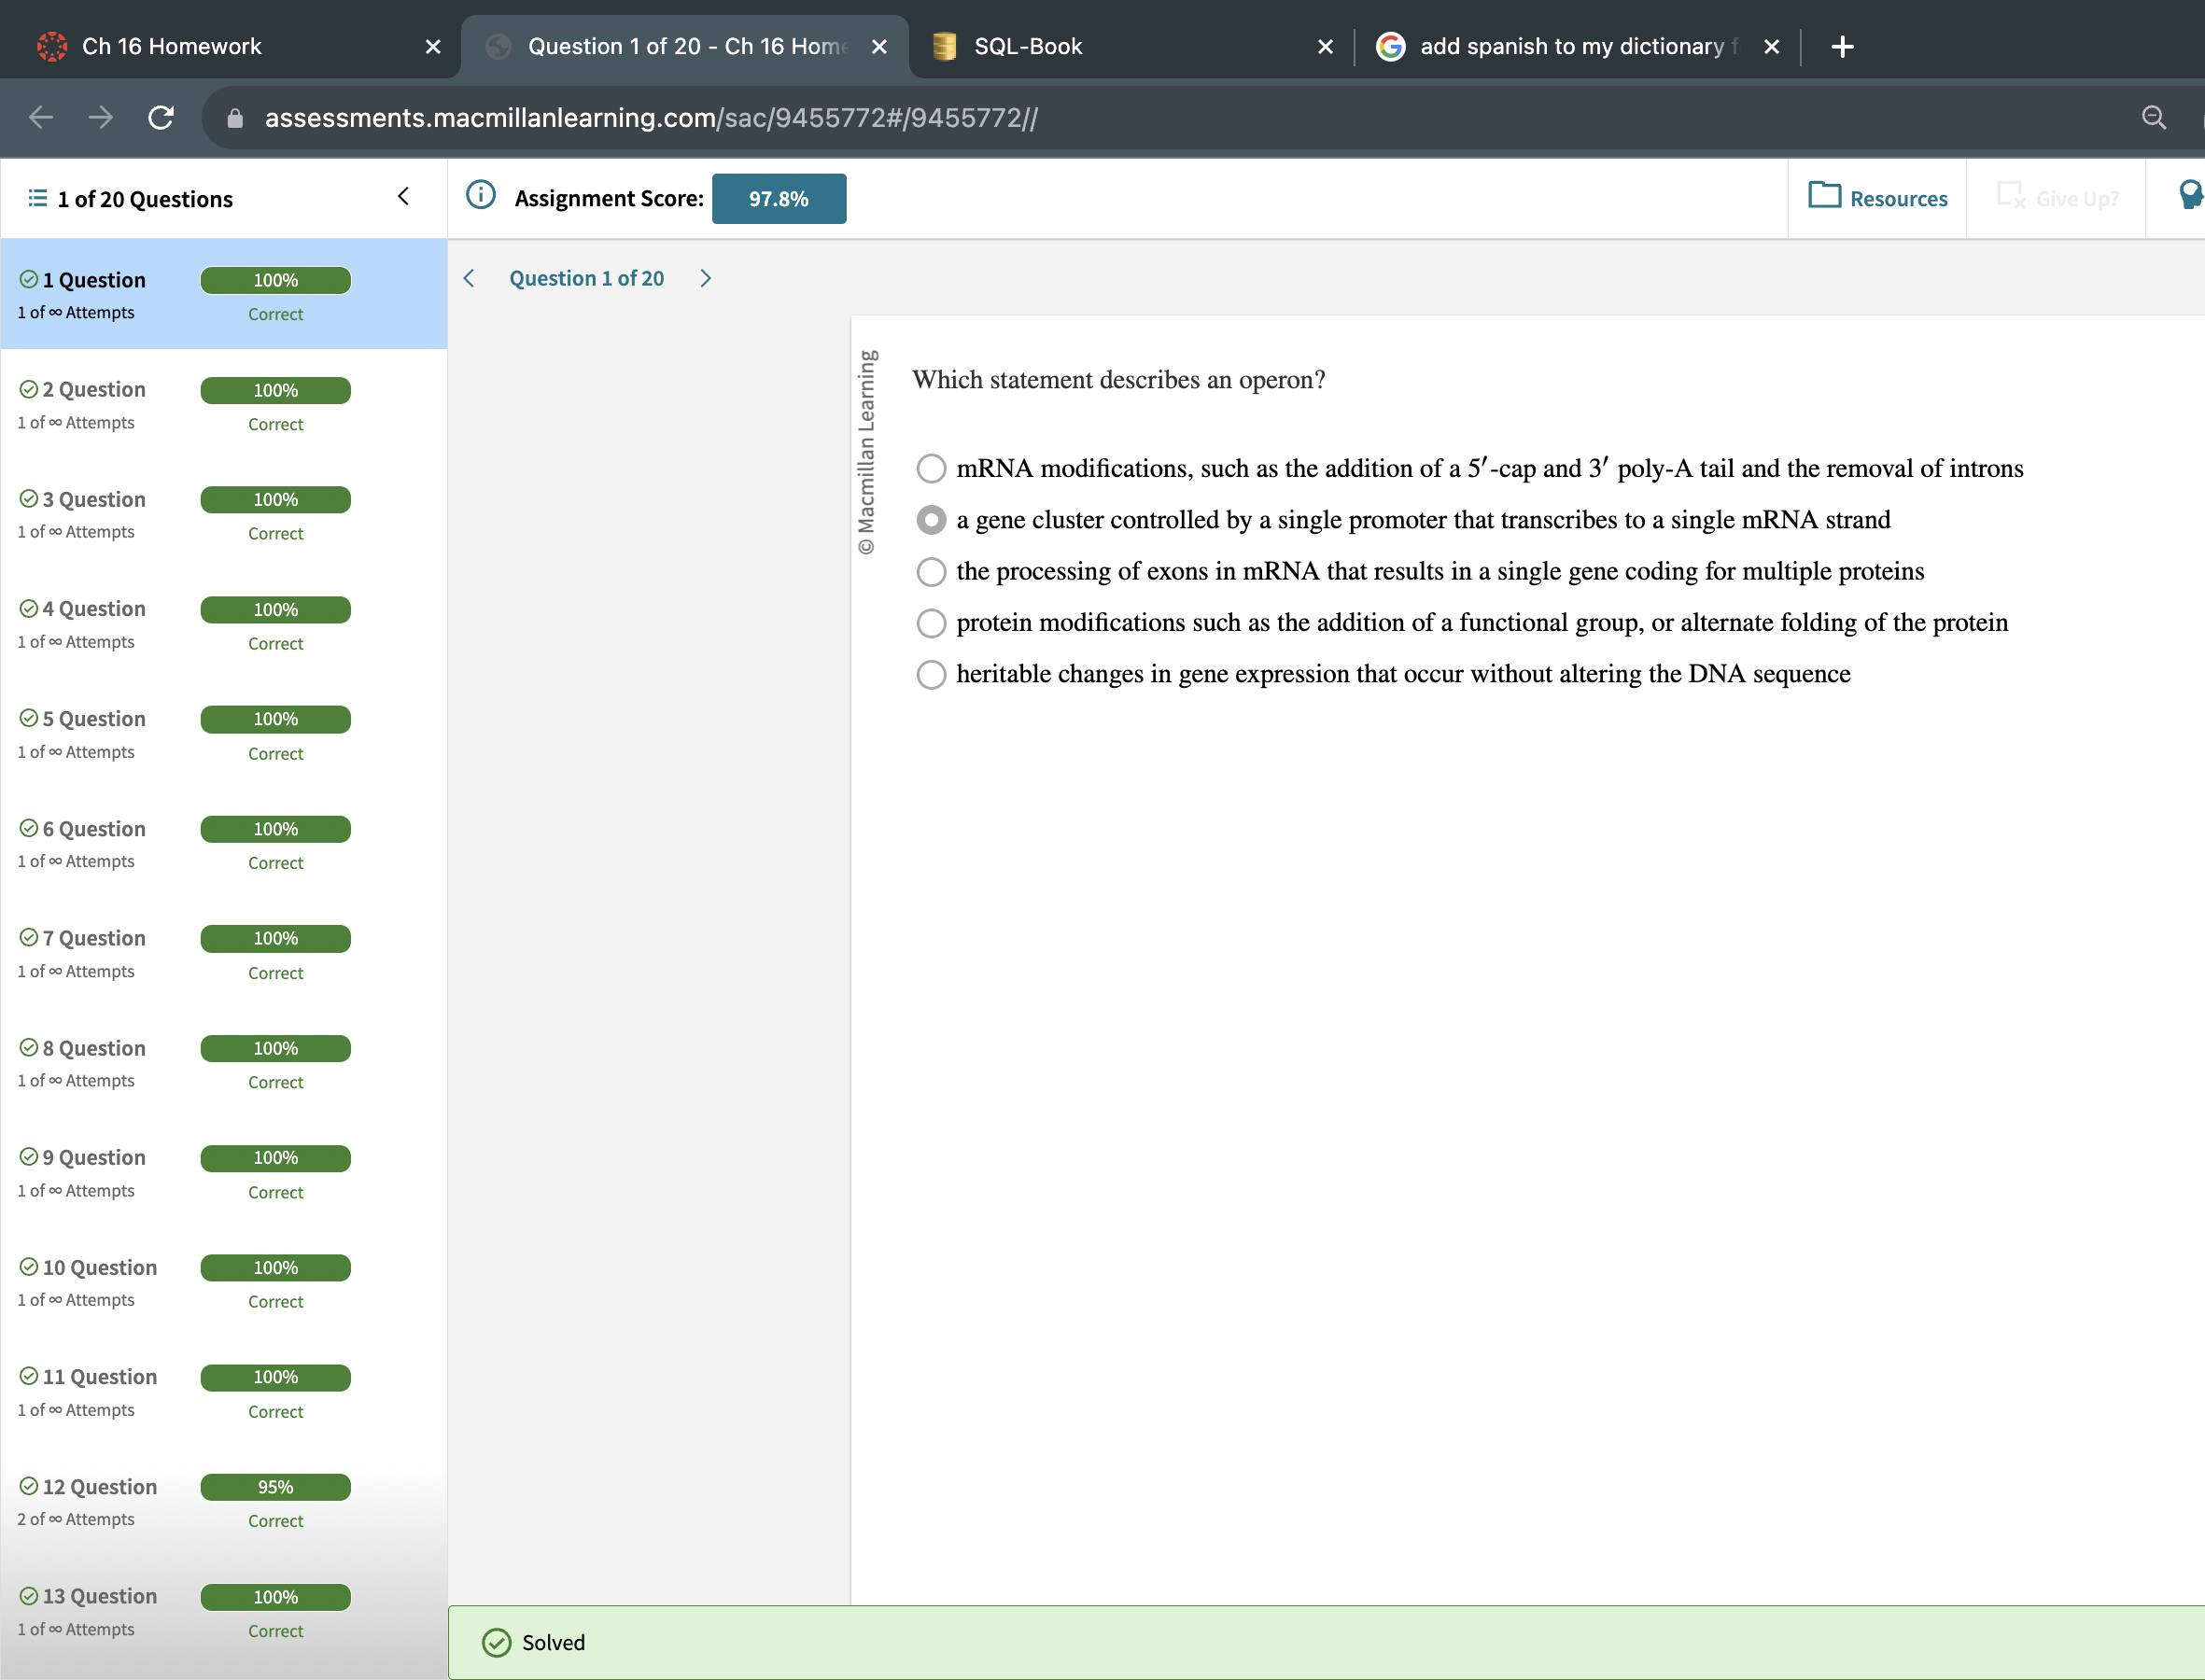 Ch 16 Homework
Question 1 of 20 - Ch 16 Home
SQL-Book
add spanish to my dictionary f
assessments.macmillanlearning.com/sac/9455772#/9455772//
1 of 20 Questions
Assignment Score: 97.8%
Resources
Give Up?
1 Question 100%
1 of ∞ Attempts Correct
2 Question 100%
1 of ∞ Attempts Correct
3 Question 100%
1 of ∞ Attempts Correct
4 Question 100%
1 of ∞ Attempts Correct
5 Question 100%
1 of ∞ Attempts Correct
6 Question 100%
1 of ∞ Attempts Correct
7 Question 100%
1 of ∞ Attempts Correct
8 Question 100%
1 of ∞ Attempts Correct
9 Question 100%
1 of ∞ Attempts Correct
10 Question 100%
1 of ∞ Attempts Correct
11 Question 100%
1 of ∞ Attempts Correct
12 Question 95%
2 of ∞ Attempts Correct
13 Question 100%
1 of ∞ Attempts Correct
Question 1 of 20
© Macmillan Learning
Which statement describes an operon?
mRNA modifications, such as the addition of a 5′-cap and 3′ poly-A tail and the removal of introns
a gene cluster controlled by a single promoter that transcribes to a single mRNA strand
the processing of exons in mRNA that results in a single gene coding for multiple proteins
protein modifications such as the addition of a functional group, or alternate folding of the protein
heritable changes in gene expression that occur without altering the DNA sequence
Solved